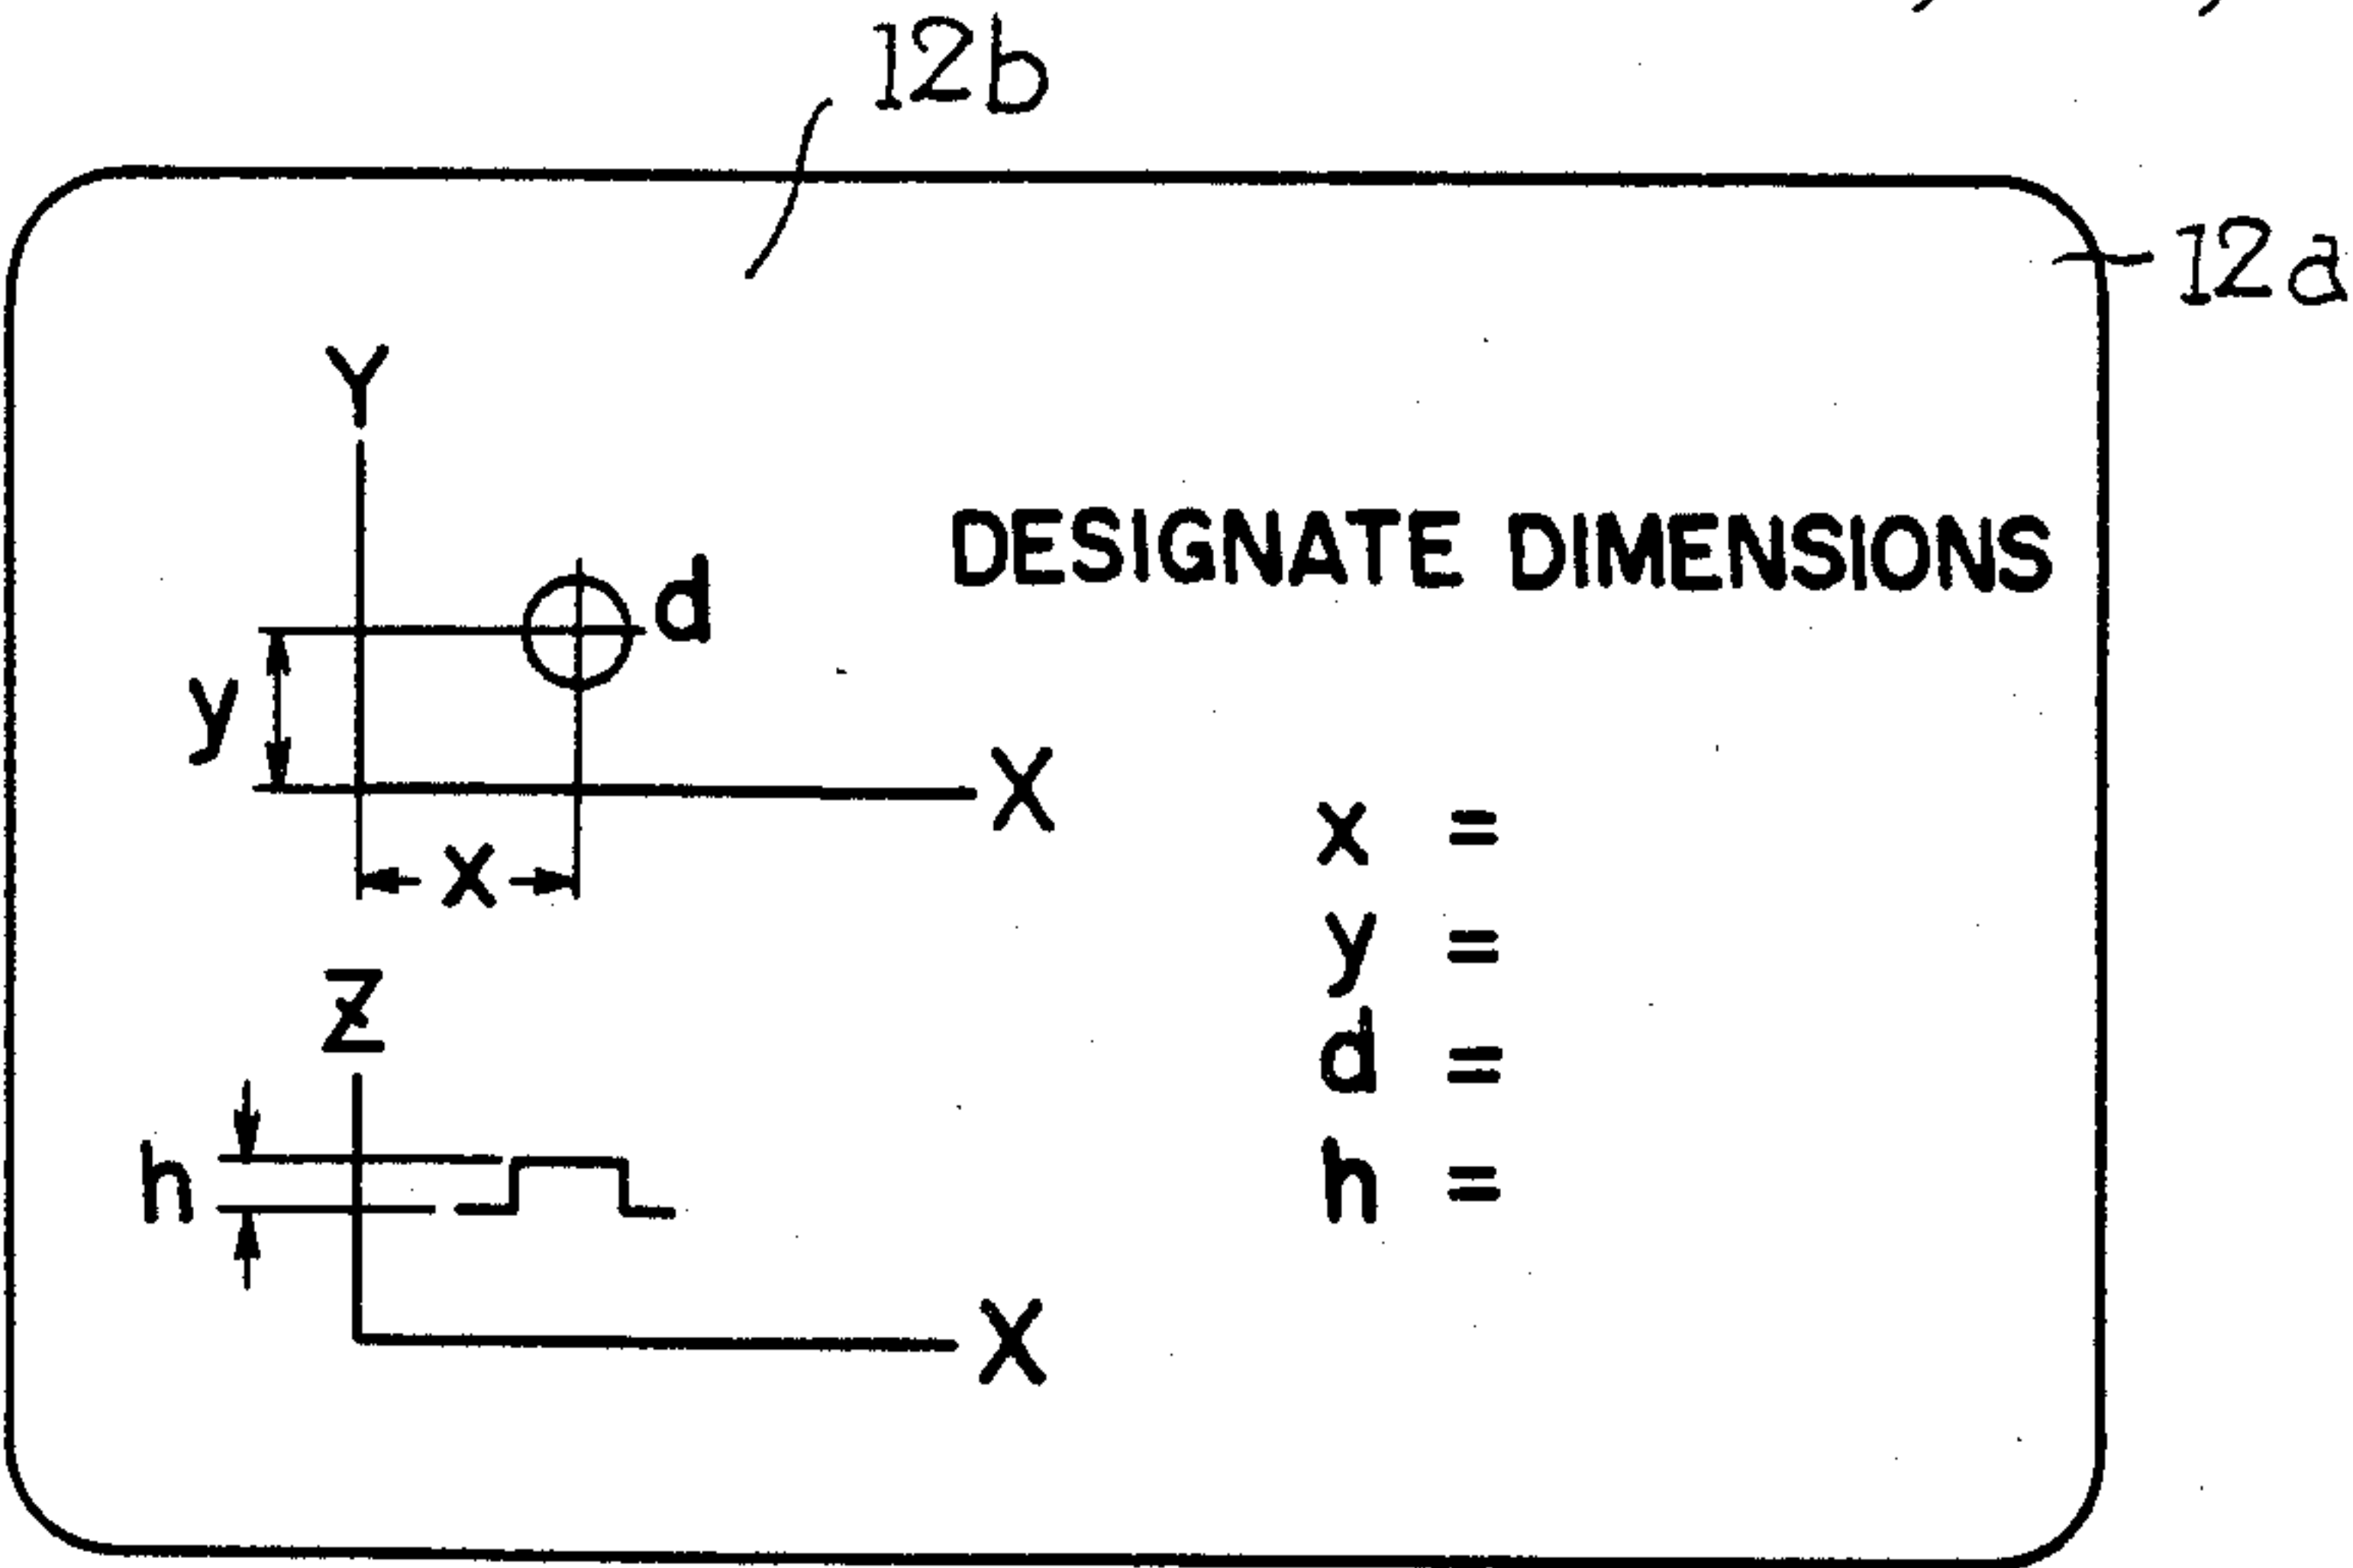 12b
12a
Y
DESIGNATE DIMENSIONS
d
y
X
x
x =
y =
Z
d =
h
h =
X